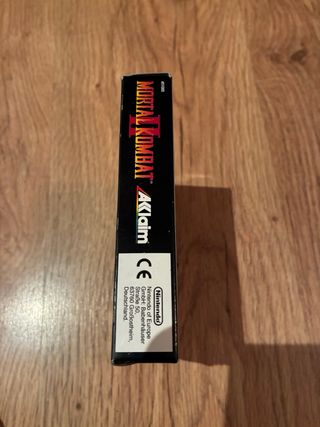 MORTAL KOMBAT
II
AKklaim
CE
Nintendo
Nintendo of Europe
GmbH: Babenhäuser
Straße 50,
63760 Großostheim,
Deutschland.